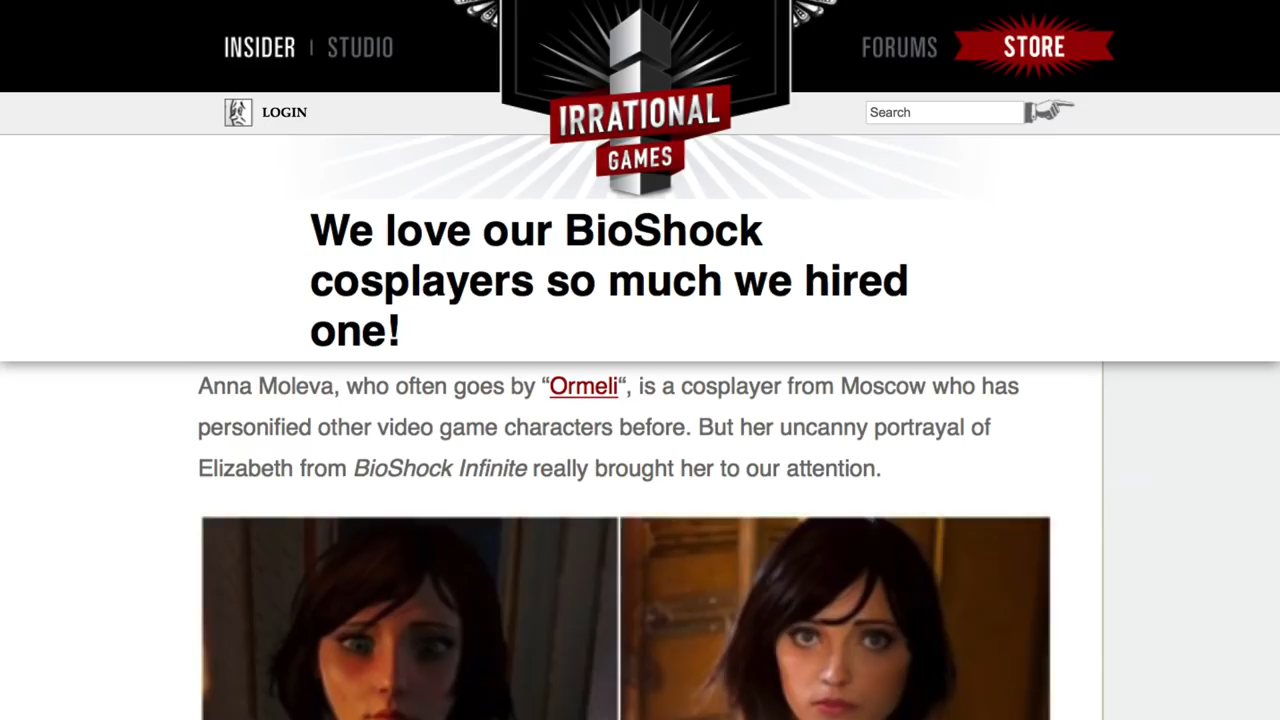 INSIDER | STUDIO
FORUMS
STORE
LOGIN
Search
IRRATIONAL
GAMES
We love our BioShock
cosplayers so much we hired
one!
Anna Moleva, who often goes by “Ormeli“, is a cosplayer from Moscow who has
personified other video game characters before. But her uncanny portrayal of
Elizabeth from BioShock Infinite really brought her to our attention.